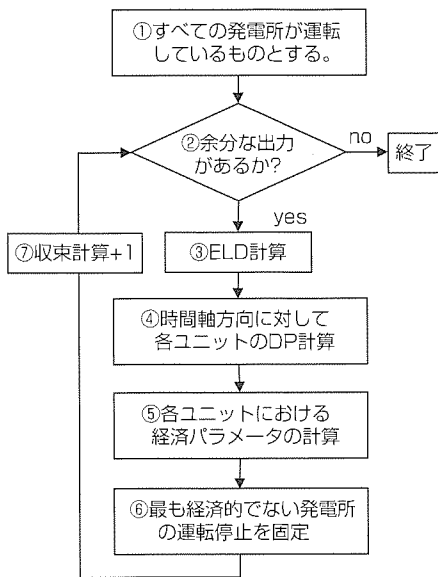 ①すべての発電所が運転
しているものとする。
②余分な出力
があるか?
no
終了
yes
⑦収束計算+1
③ELD計算
④時間軸方向に対して
各ユニットのDP計算
⑤各ユニットにおける
経済パラメータの計算
⑥最も経済的でない発電所
の運転停止を固定